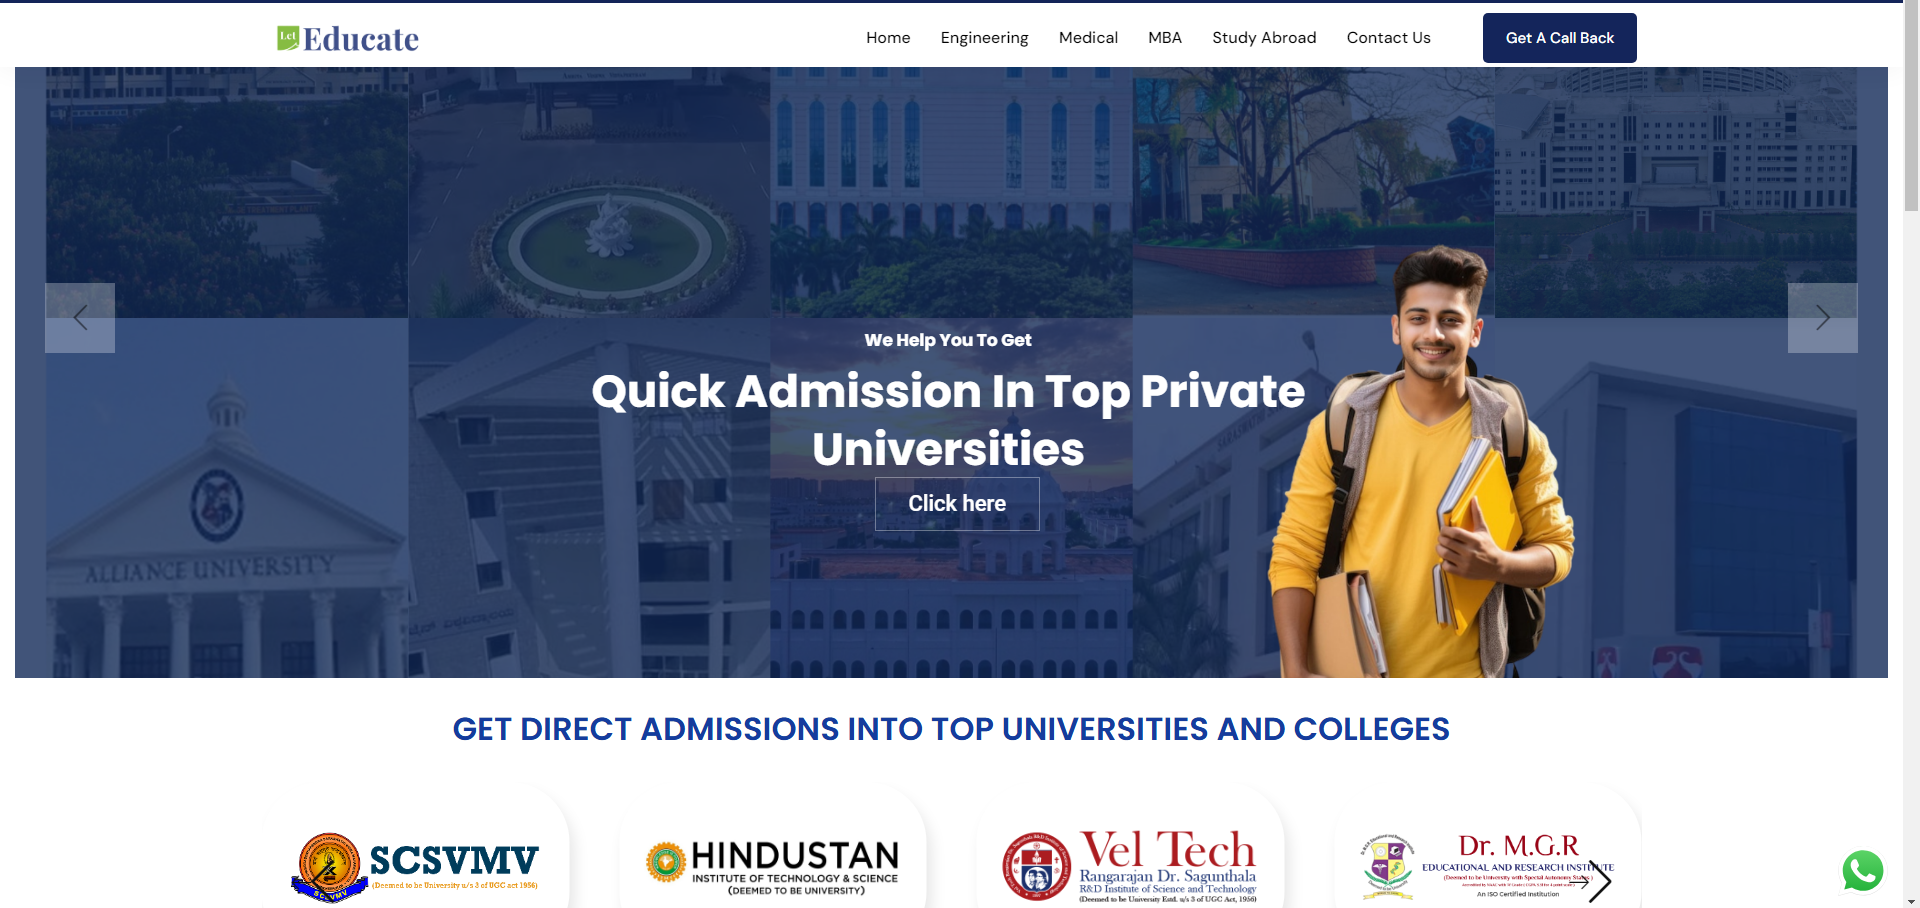 Let Educate
Home Engineering Medical MBA Study Abroad Contact Us Get A Call Back
ALLIANCE UNIVERSITY
We Help You To Get
Quick Admission In Top Private
Universities
Click here
GET DIRECT ADMISSIONS INTO TOP UNIVERSITIES AND COLLEGES
SCSVMV
SCSVMV
(Deemed to be University u/s 3 of UGC act 1956)
HINDUSTAN
INSTITUTE OF TECHNOLOGY & SCIENCE
(DEEMED TO BE UNIVERSITY)
Vel Tech
Rangarajan Dr. Sagunthala
R&D Institute of Science and Technology
(Deemed to be University Estd. u/s 3 of UGC Act, 1956)
Dr. M.G.R
EDUCATIONAL AND RESEARCH INSTITUTE
(Deemed to be University with Special Autonomy Status)
An ISO Certified Institution